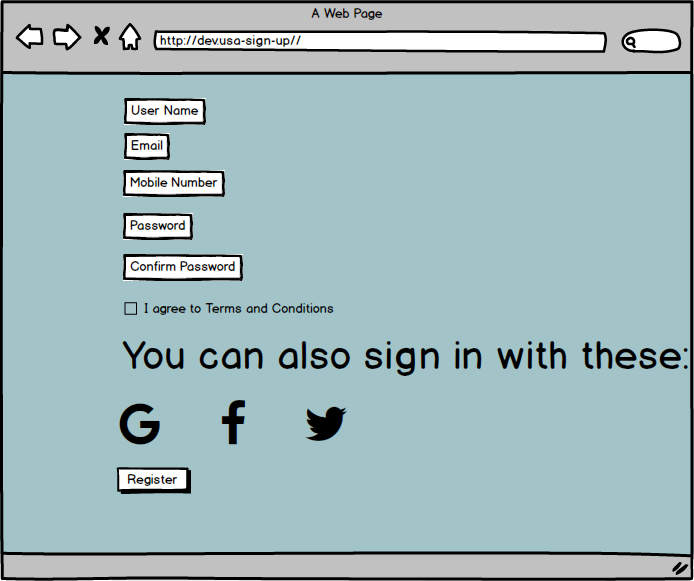 A Web Page
http://dev.usa-sign-up//
User Name
Email
Mobile Number
Password
Confirm Password
I agree to Terms and Conditions
You can also sign in with these:
Register